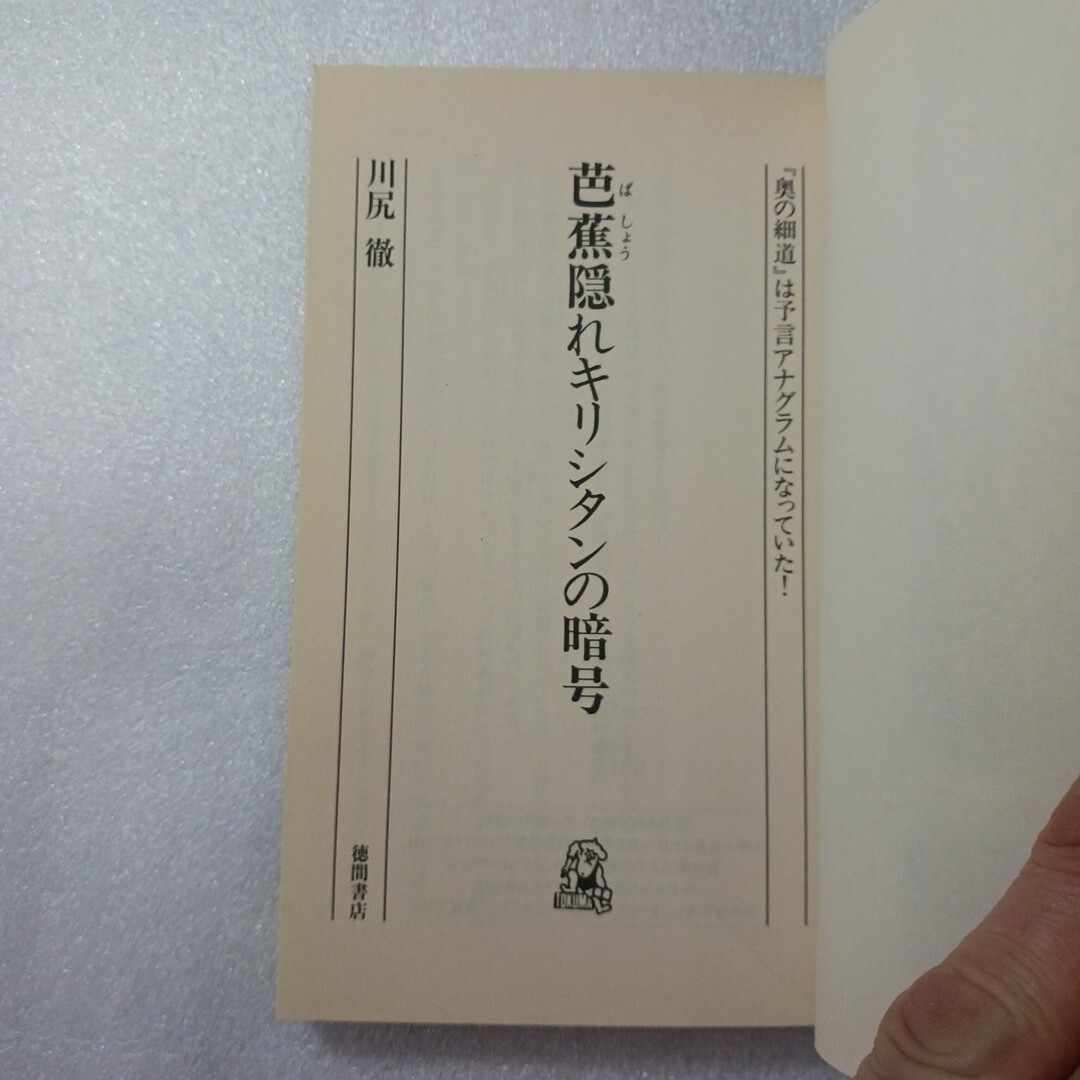 『奥の細道』は予言アナグラムになっていた！
芭蕉隠れキリシタンの暗号
ばしょう
TOKUMA
川尻 徹
徳間書店